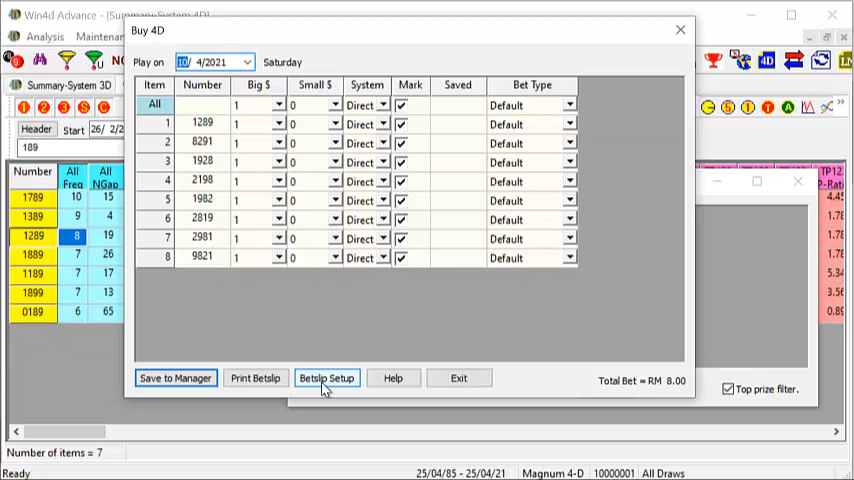 Win4d Advance - [Summary-System 4D]
Buy 4D
Analysis Maintenan
Play on 10/ 4/2021 Saturday
Summary-System 3D
Header Start 26/ 2/2
189
Item Number Big $ Small $ System Mark Saved Bet Type
All 1 0 Direct Default
1 1289 1 0 Direct Default
2 8291 1 0 Direct Default
3 1928 1 0 Direct Default
4 2198 1 0 Direct Default
5 1982 1 0 Direct Default
6 2819 1 0 Direct Default
7 2981 1 0 Direct Default
8 9821 1 0 Direct Default
Number All Freq All NGap
1789 10 15
1389 9 4
1289 8 19
1889 7 26
1189 7 17
1899 7 13
0189 6 65
TP123
P-Rati
4.45
1.78
1.78
1.78
5.34
3.56
0.89
Save to Manager Print Betslip Betslip Setup Help Exit Total Bet = RM 8.00
Top prize filter.
Number of items = 7
Ready 25/04/85 - 25/04/21 Magnum 4-D 10000001 All Draws